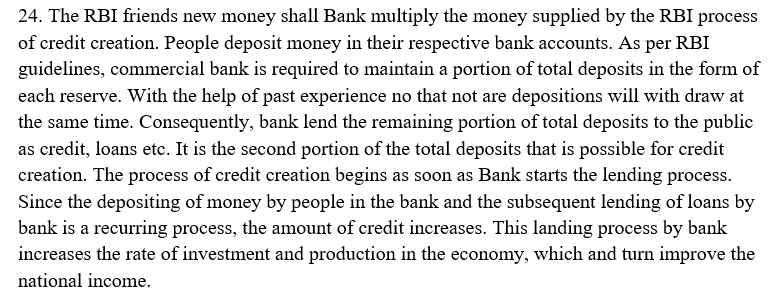 24. The RBI friends new money shall Bank multiply the money supplied by the RBI process
of credit creation. People deposit money in their respective bank accounts. As per RBI
guidelines, commercial bank is required to maintain a portion of total deposits in the form of
each reserve. With the help of past experience no that not are depositions will with draw at
the same time. Consequently, bank lend the remaining portion of total deposits to the public
as credit, loans etc. It is the second portion of the total deposits that is possible for credit
creation. The process of credit creation begins as soon as Bank starts the lending process.
Since the depositing of money by people in the bank and the subsequent lending of loans by
bank is a recurring process, the amount of credit increases. This landing process by bank
increases the rate of investment and production in the economy, which and turn improve the
national income.